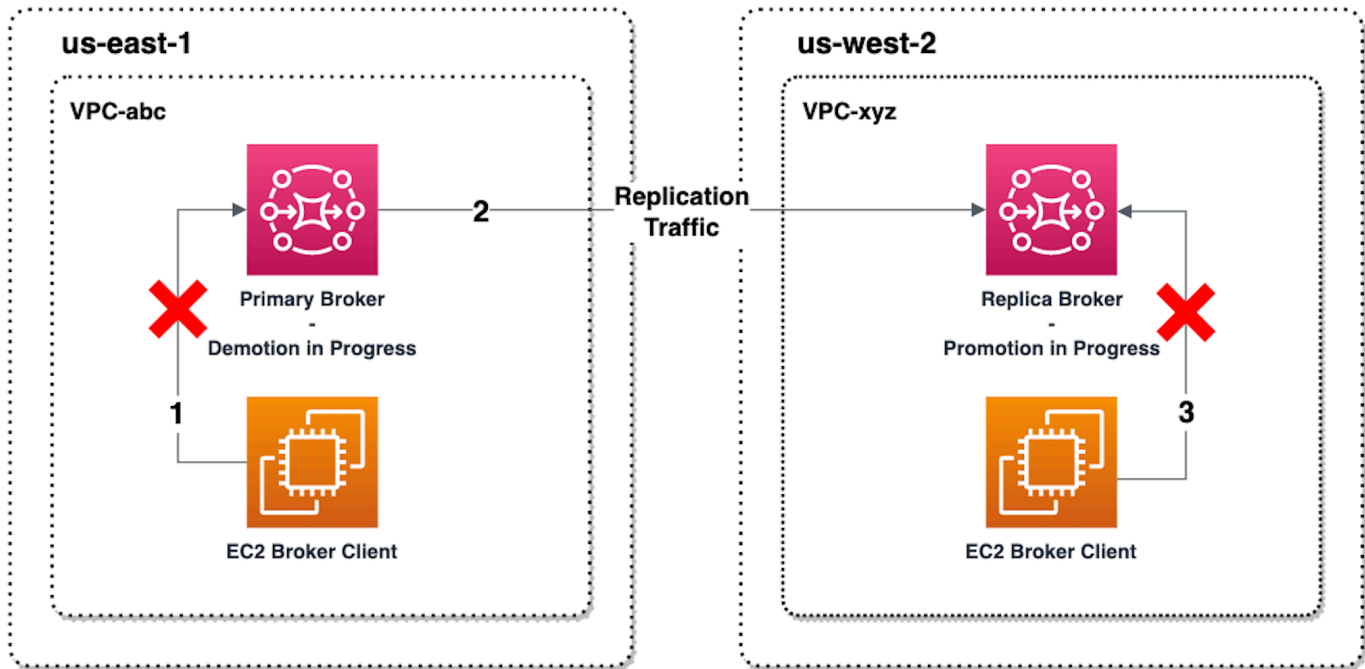 us-east-1
VPC-abc
Primary Broker
-
Demotion in Progress
1
EC2 Broker Client
2
Replication
Traffic
us-west-2
VPC-xyz
Replica Broker
-
Promotion in Progress
3
EC2 Broker Client